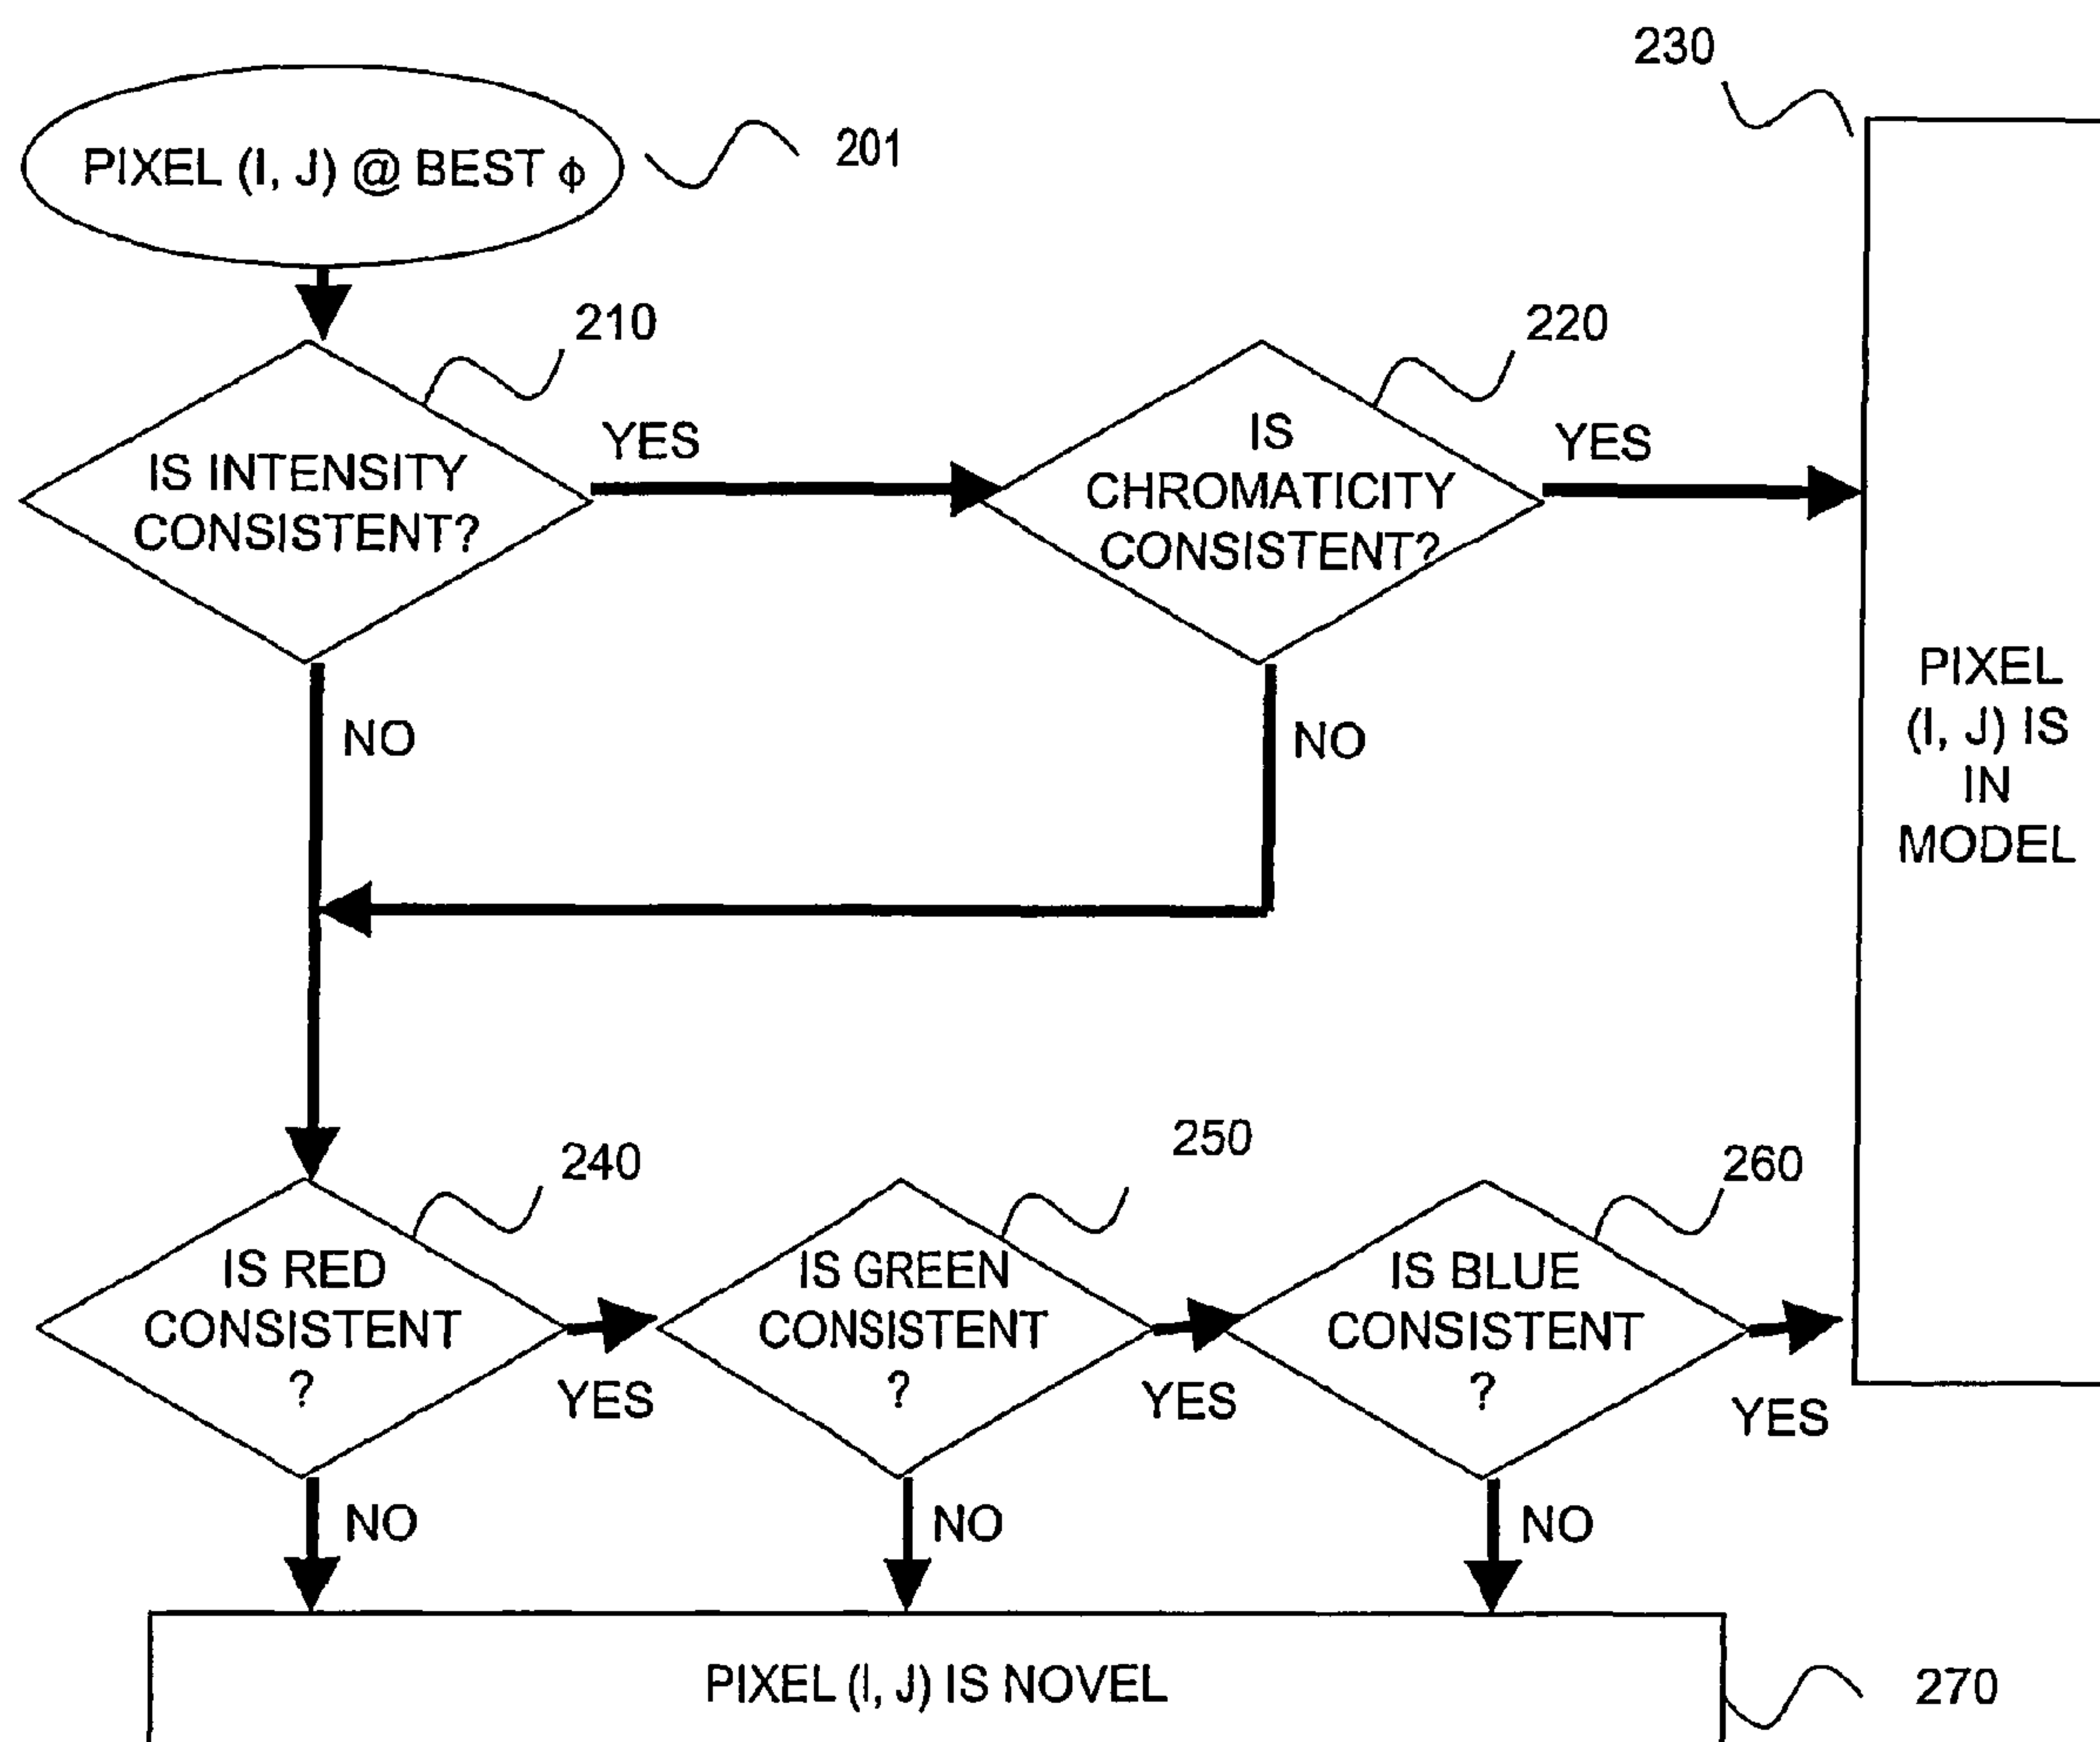 230
PIXEL (I, J) @ BEST ϕ
201
210
220
IS INTENSITY
CONSISTENT?
YES
IS
CHROMATICITY
CONSISTENT?
YES
NO
NO
PIXEL
(I, J) IS
IN
MODEL
240
250
260
IS RED
CONSISTENT
?
YES
IS GREEN
CONSISTENT
?
YES
IS BLUE
CONSISTENT
?
YES
NO
NO
NO
PIXEL (I, J) IS NOVEL
270